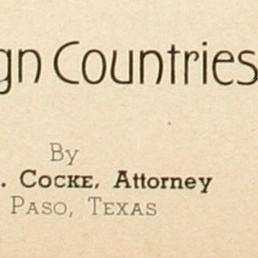 gn Countries
By
. COCKE, Attorney
PASO, TEXAS